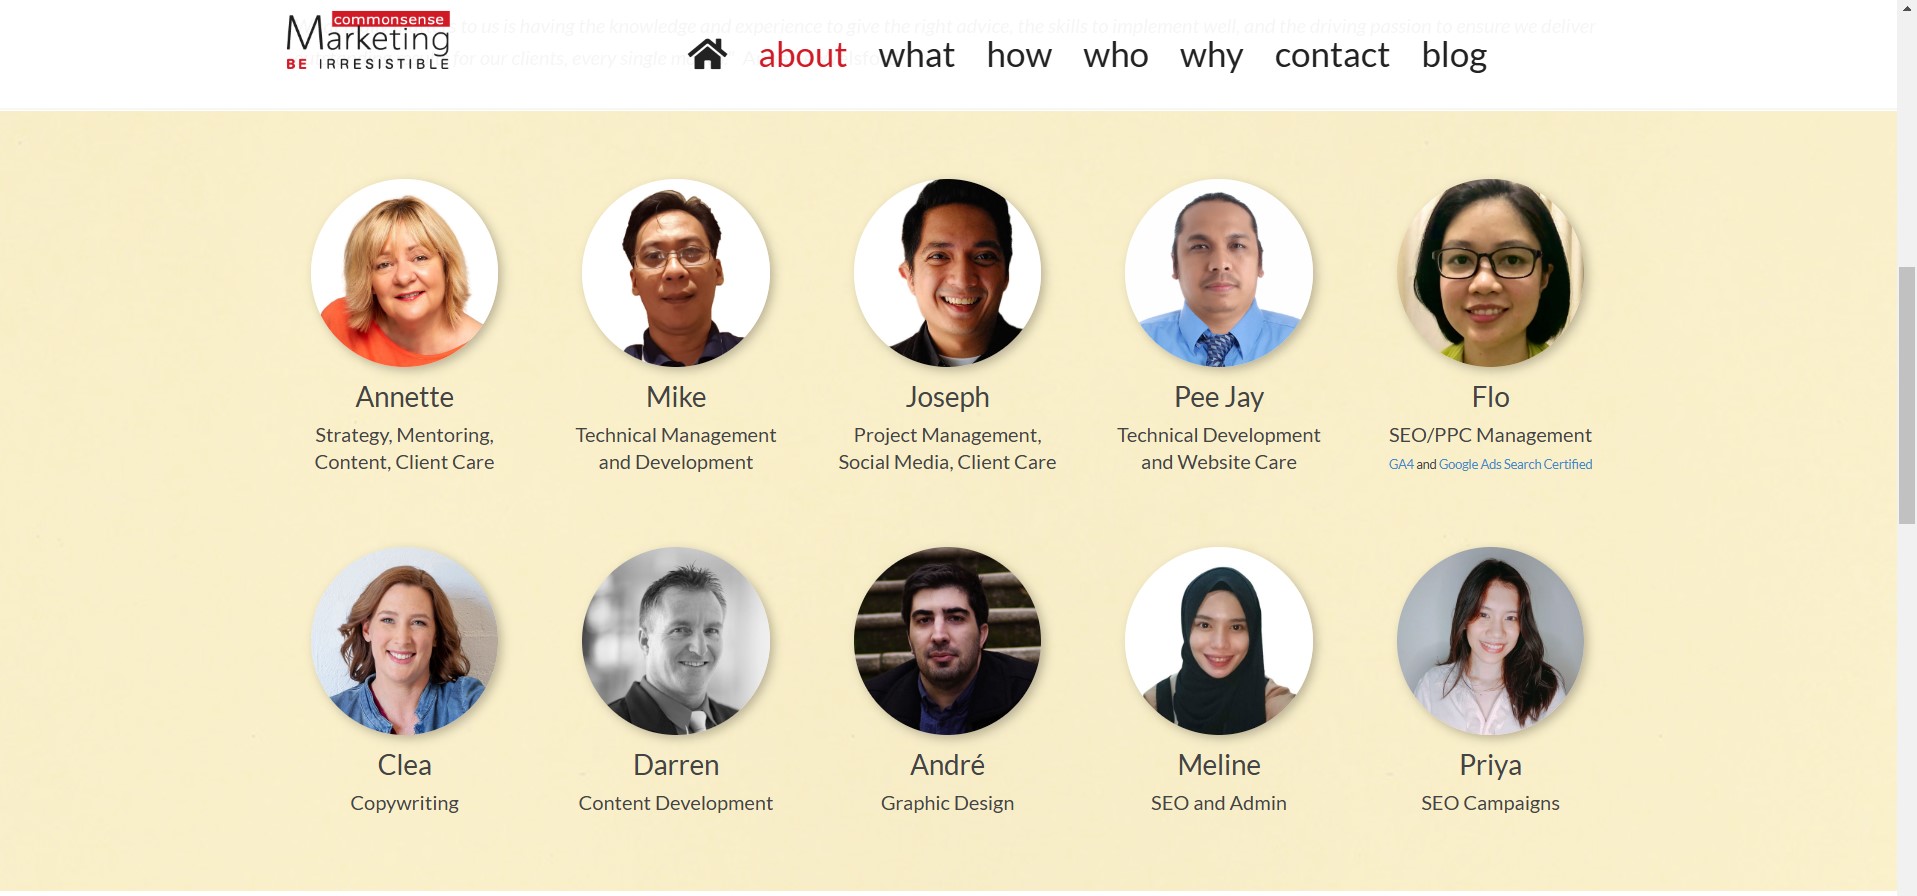 commonsense
Marketing
BE IRRESISTIBLE
to us is having the knowledge and experience to give the right advice, the skills to implement well, and the driving passion to ensure we deliver
for our clients, every single
about what how who why contact blog
Annette Mike Joseph Pee Jay Flo
Strategy, Mentoring, Technical Management Project Management, Technical Development SEO/PPC Management
Content, Client Care and Development Social Media, Client Care and Website Care GA4 and Google Ads Search Certified
Clea Darren André Meline Priya
Copywriting Content Development Graphic Design SEO and Admin SEO Campaigns